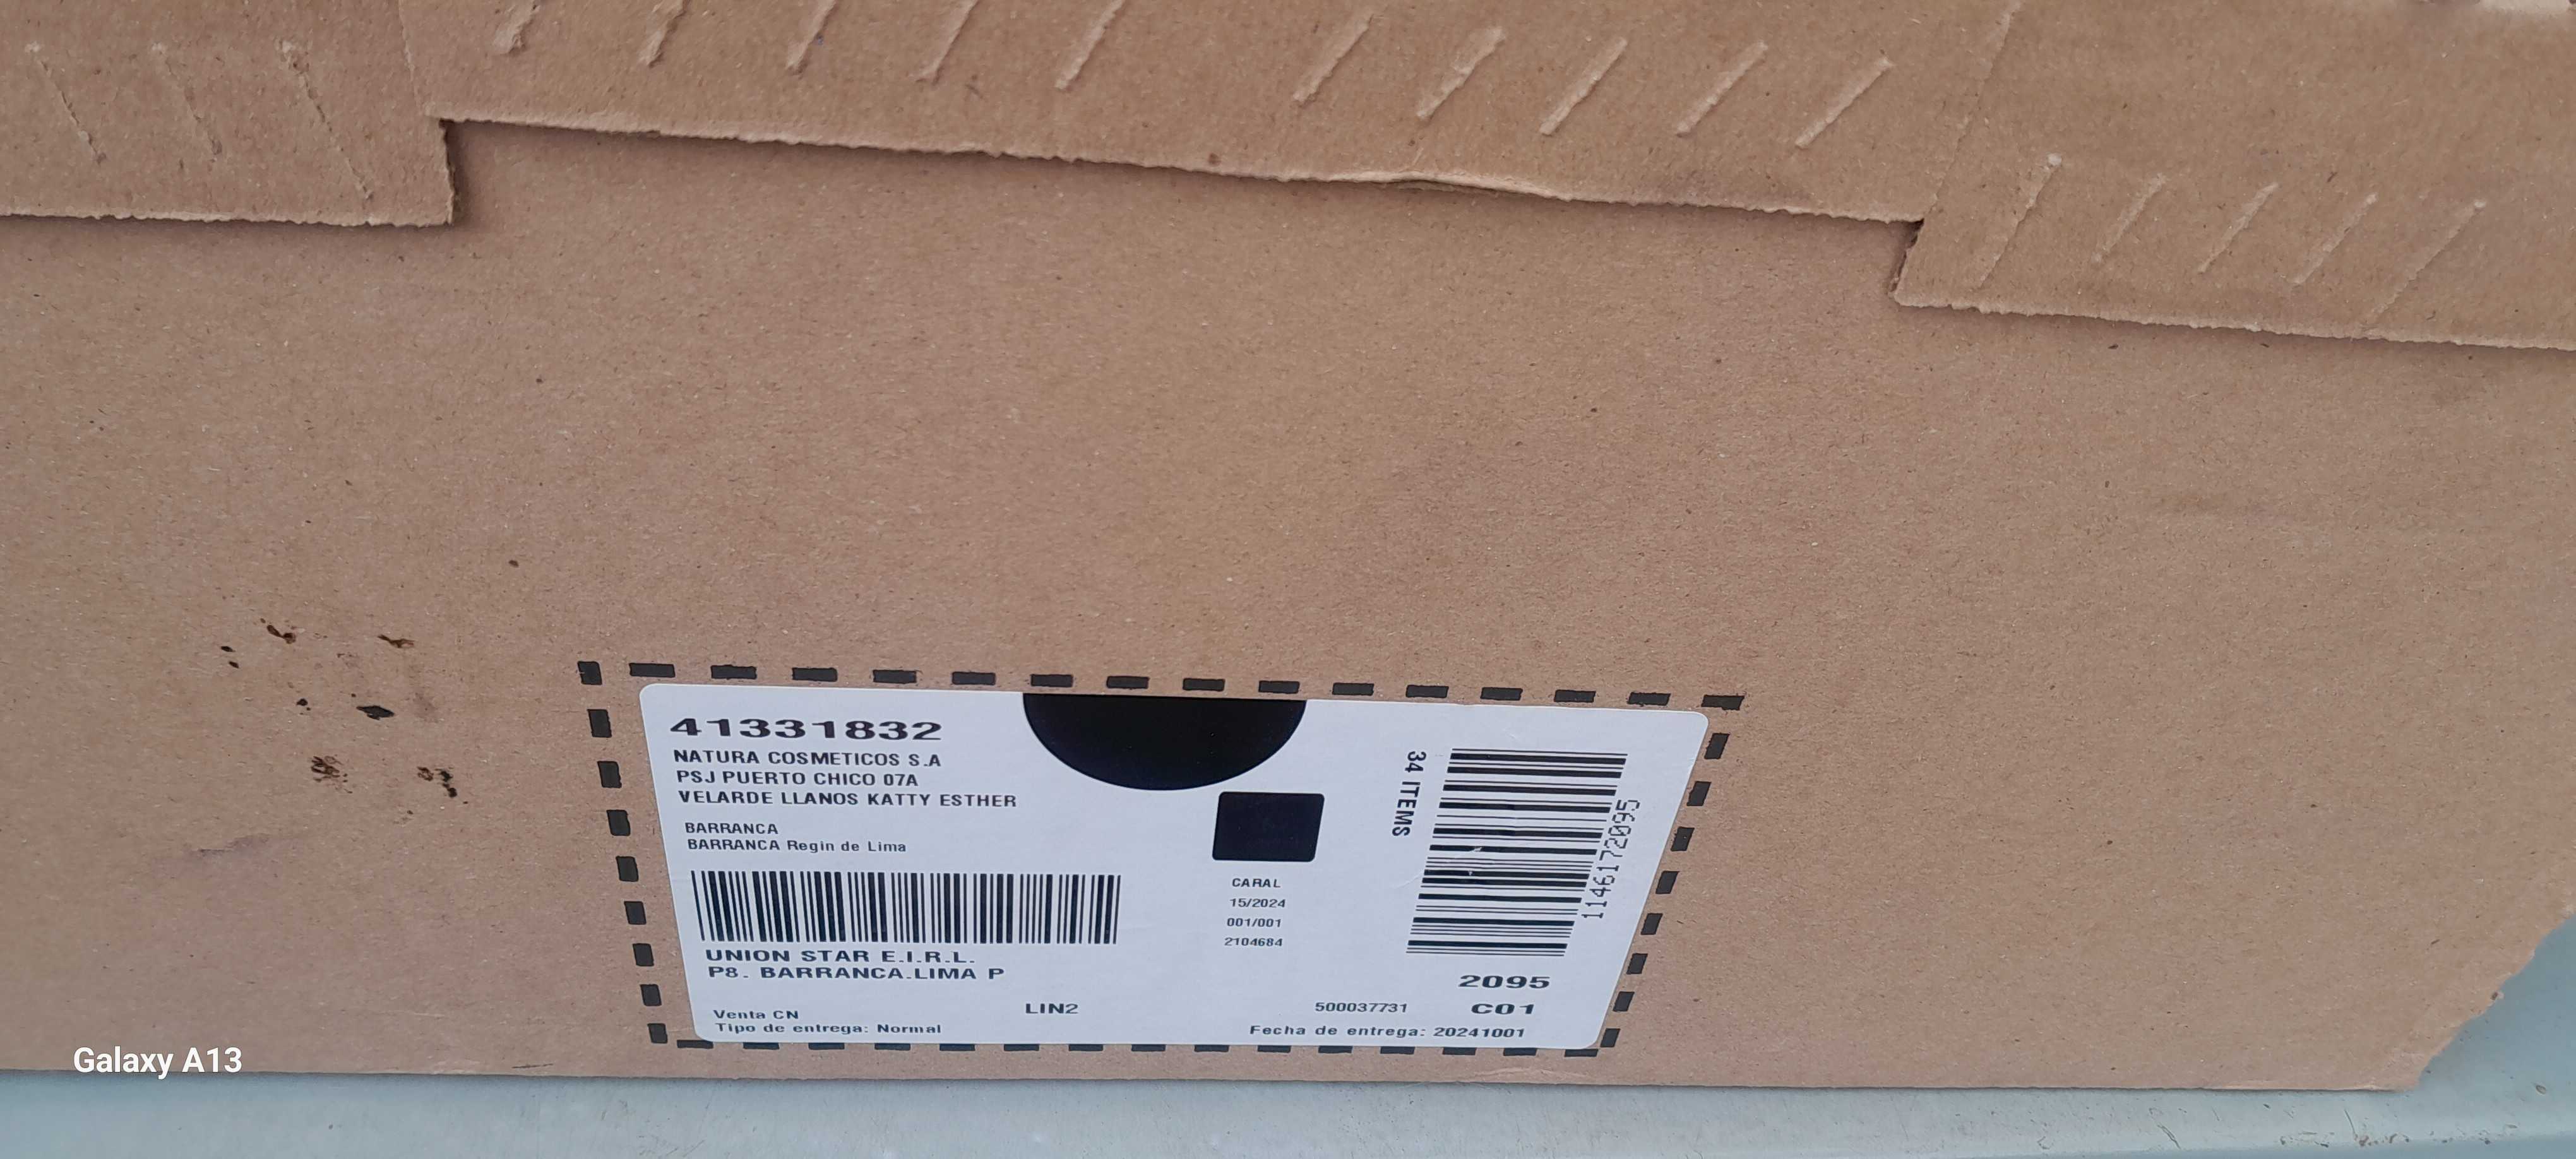 41331832
NATURA COSMETICOS S.A
PSJ PUERTO CHICO 07A
VELARDE LLANOS KATTY ESTHER
BARRANCA
BARRANCA Regin de Lima
UNION STAR E.I.R.L.
P8. BARRANCA.LIMA P
Venta CN
Tipo de entrega: Normal
LIN2
CARAL
15/2024
001/001
2104684
34 ITEMS
1146172095
2095
500037731 C01
Fecha de entrega: 20241001
Galaxy A13